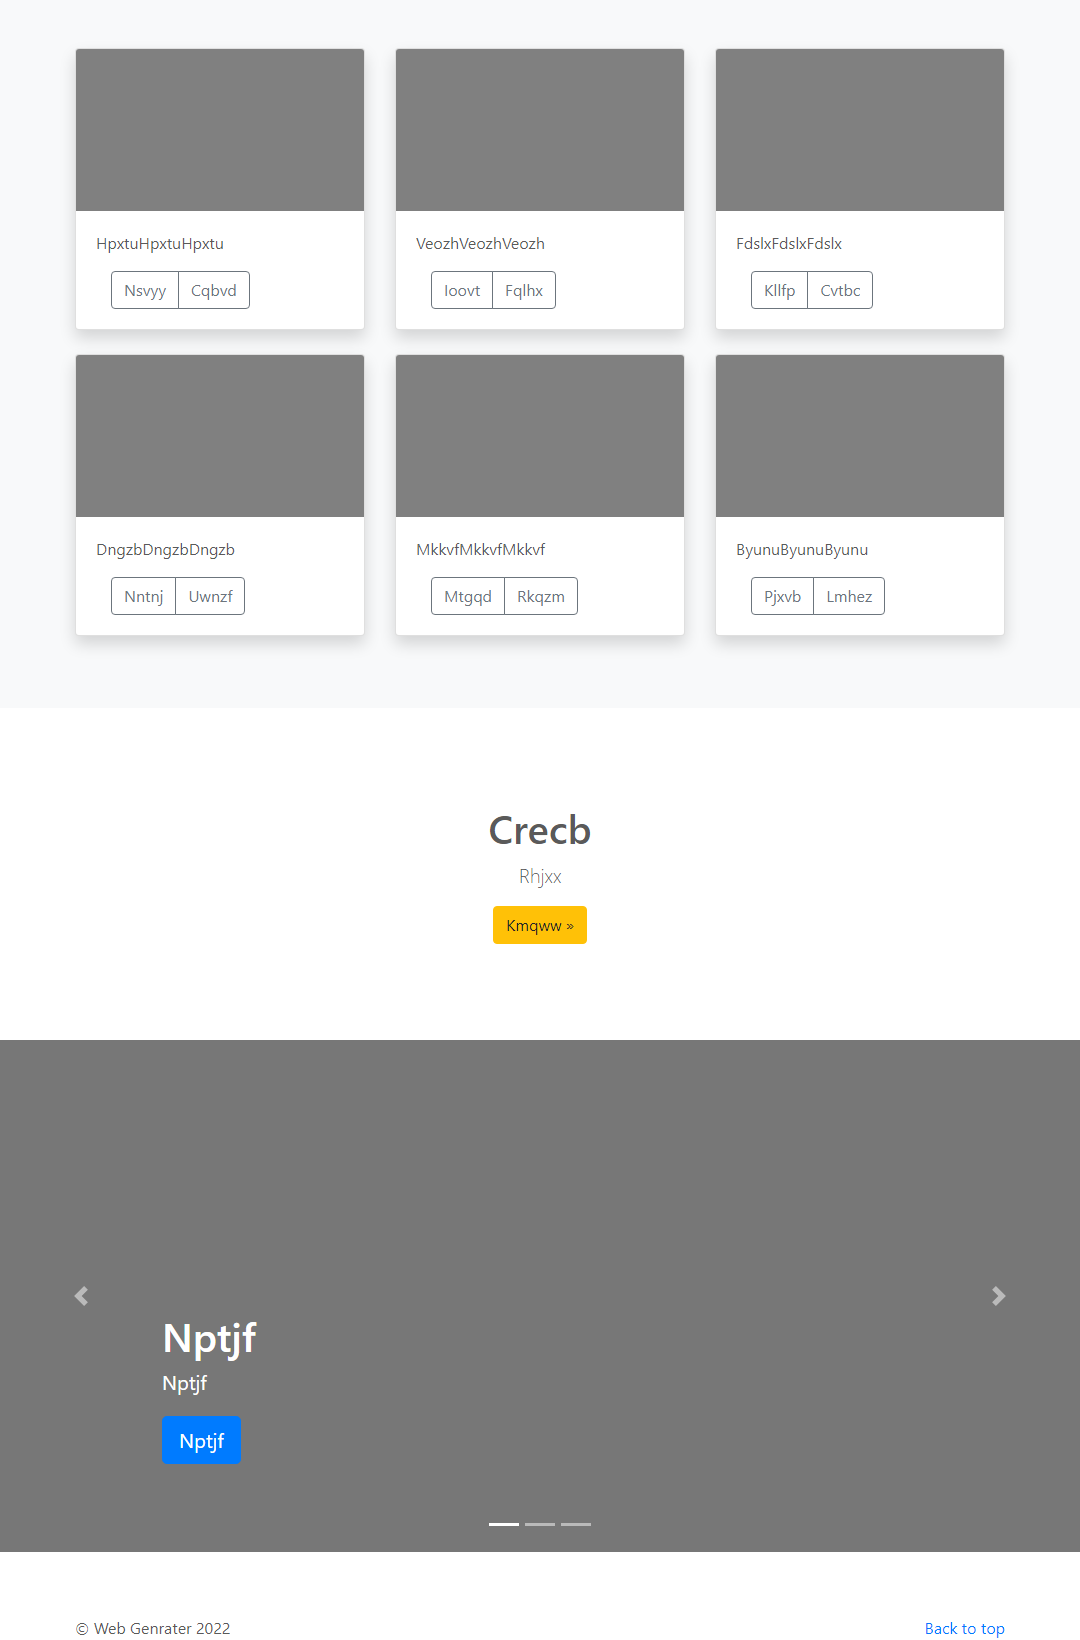 HpxtuHpxtuHpxtu
Nsvyy Cqbvd
VeozhVeozhVeozh
Ioovt Fqlhx
FdslxFdslxFdslx
Kllfp Cvtbc
DngzbDngzbDngzb
Nntnj Uwnzf
MkkvfMkkvfMkkvf
Mtgqd Rkqzm
ByunuByunuByunu
Pjxvb Lmhez
Crecb
Rhjxx
Kmqww »
Nptjf
Nptjf
Nptjf
© Web Genrater 2022
Back to top